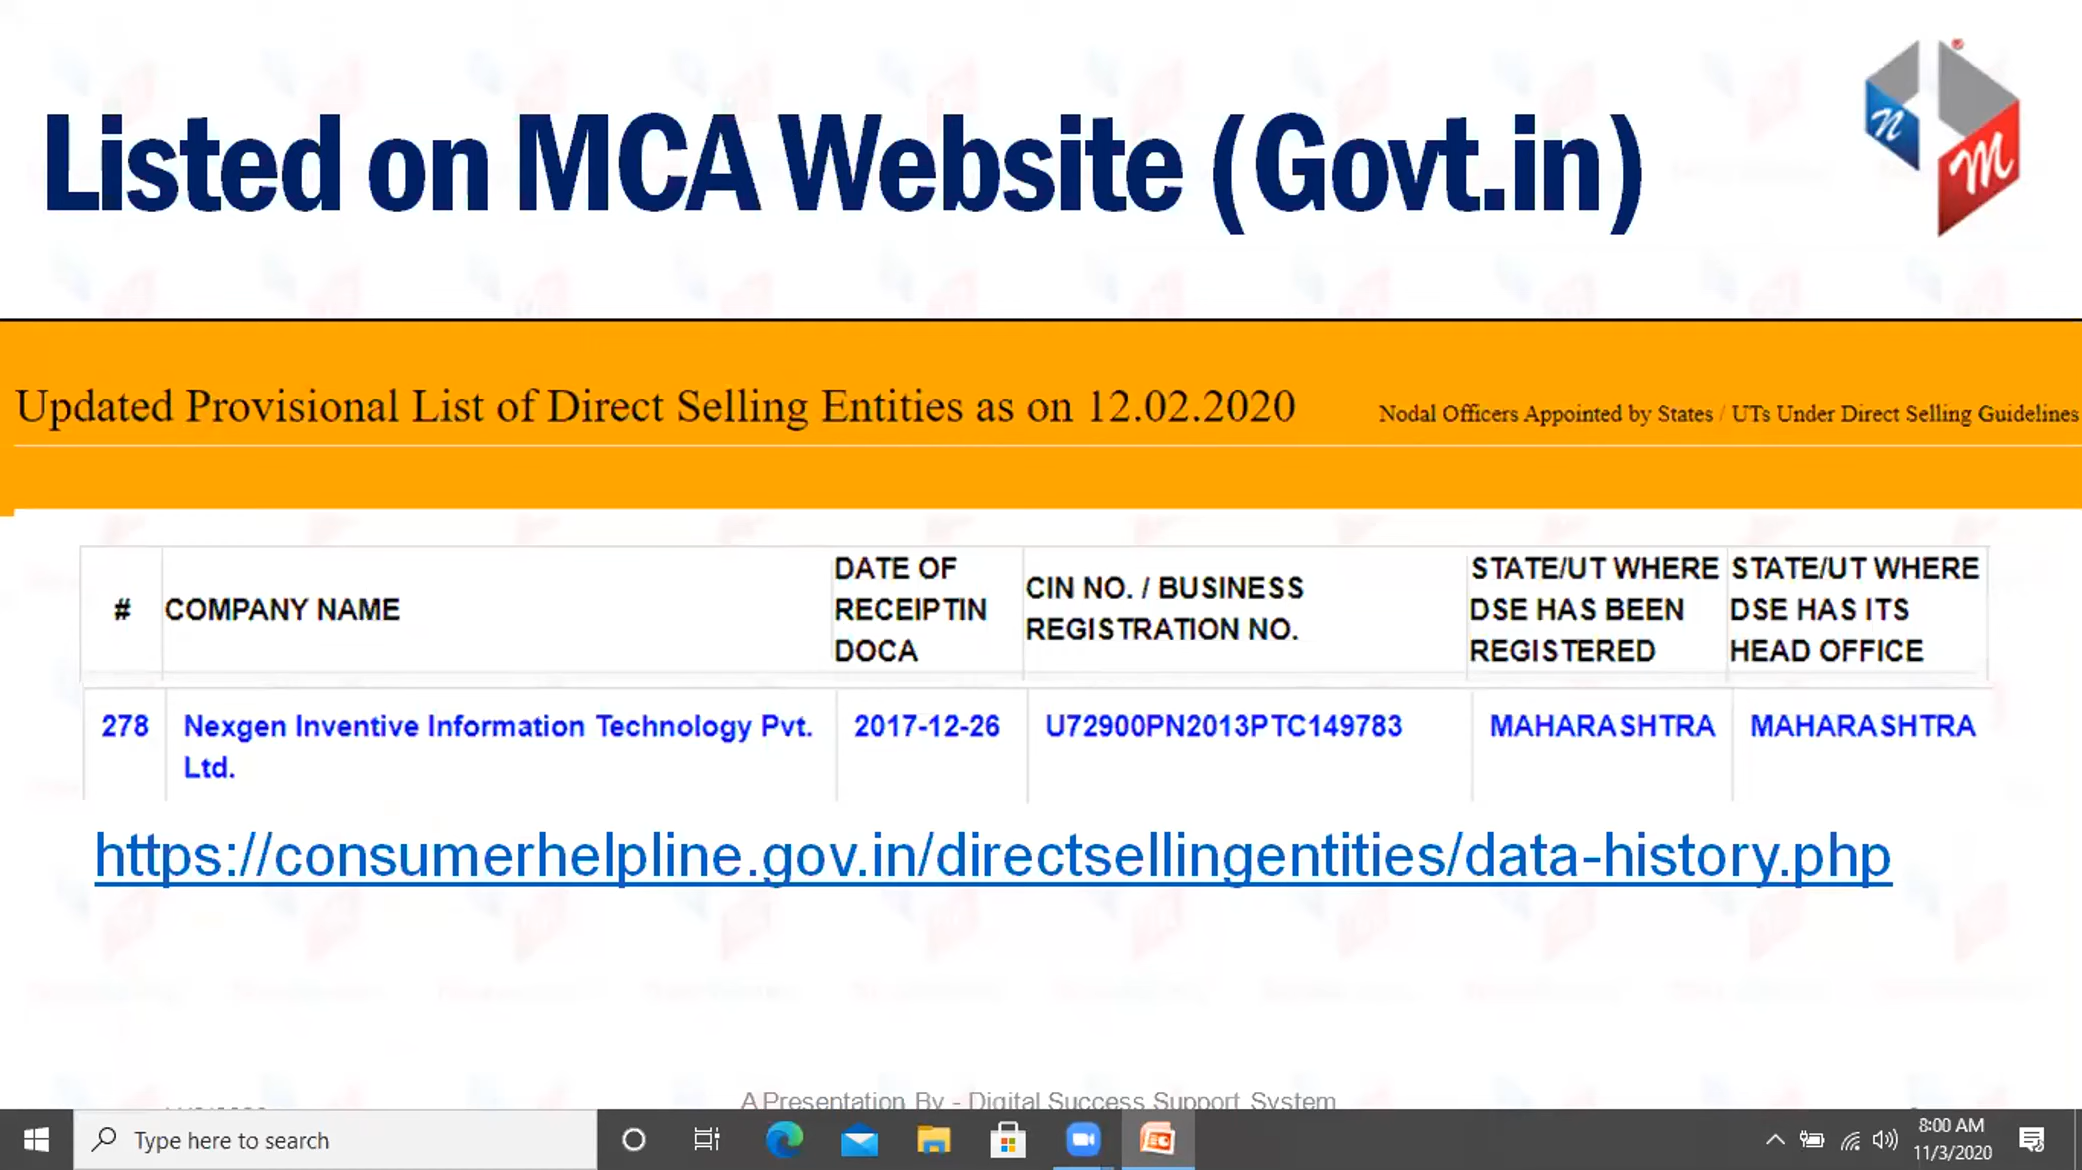 Listed on MCA Website (Govt.in)
n
M
Updated Provisional List of Direct Selling Entities as on 12.02.2020
Nodal Officers Appointed by States / UTs Under Direct Selling Guidelines
# COMPANY NAME DATE OF RECEIPTIN DOCA CIN NO. / BUSINESS REGISTRATION NO. STATE/UT WHERE DSE HAS BEEN REGISTERED STATE/UT WHERE DSE HAS ITS HEAD OFFICE
278 Nexgen Inventive Information Technology Pvt. Ltd. 2017-12-26 U72900PN2013PTC149783 MAHARASHTRA MAHARASHTRA
https://consumerhelpline.gov.in/directsellingentities/data-history.php
A Presentation By - Digital Success Support System
Type here to search
8:00 AM
11/3/2020